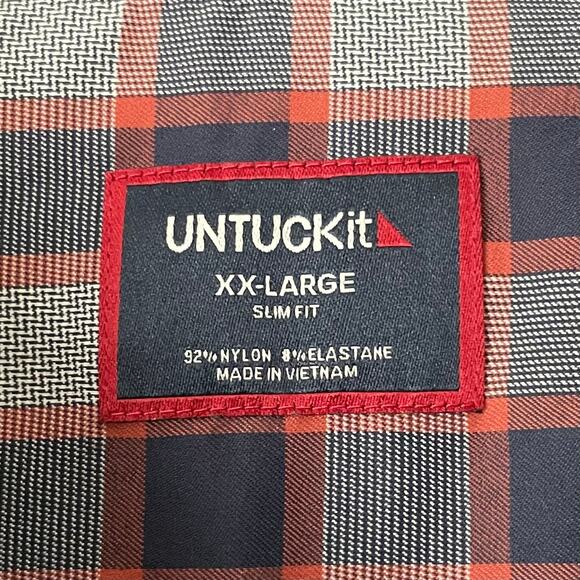 UNTUCKit
XX-LARGE
SLIM FIT
92% NYLON 8% ELASTANE
MADE IN VIETNAM